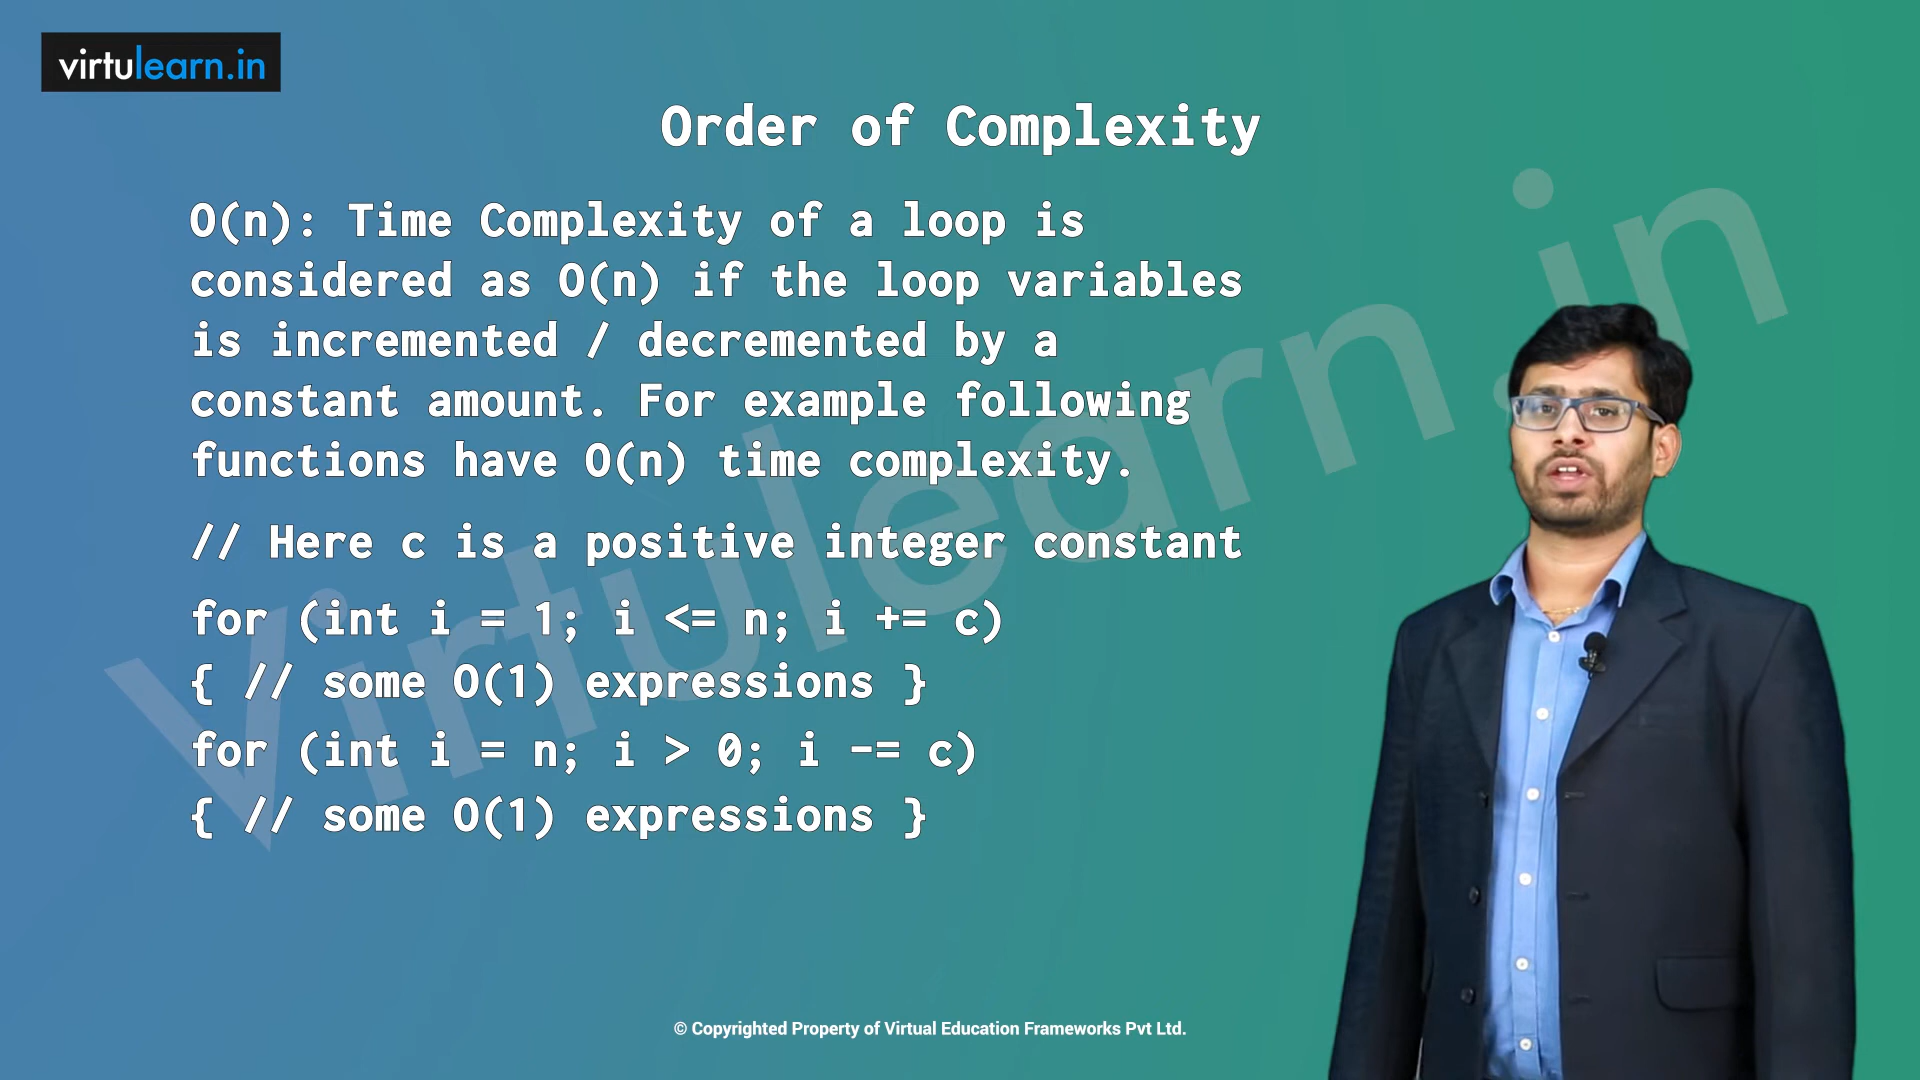 virtulearn.in
Order of Complexity
O(n): Time Complexity of a loop is
considered as O(n) if the loop variables
is incremented / decremented by a
constant amount. For example following
functions have O(n) time complexity.
// Here c is a positive integer constant
for (int i = 1; i <= n; i += c)
{ // some O(1) expressions }
for (int i = n; i > 0; i -= c)
{ // some O(1) expressions }
Virtulearn.in
© Copyrighted Property of Virtual Education Frameworks Pvt Ltd.